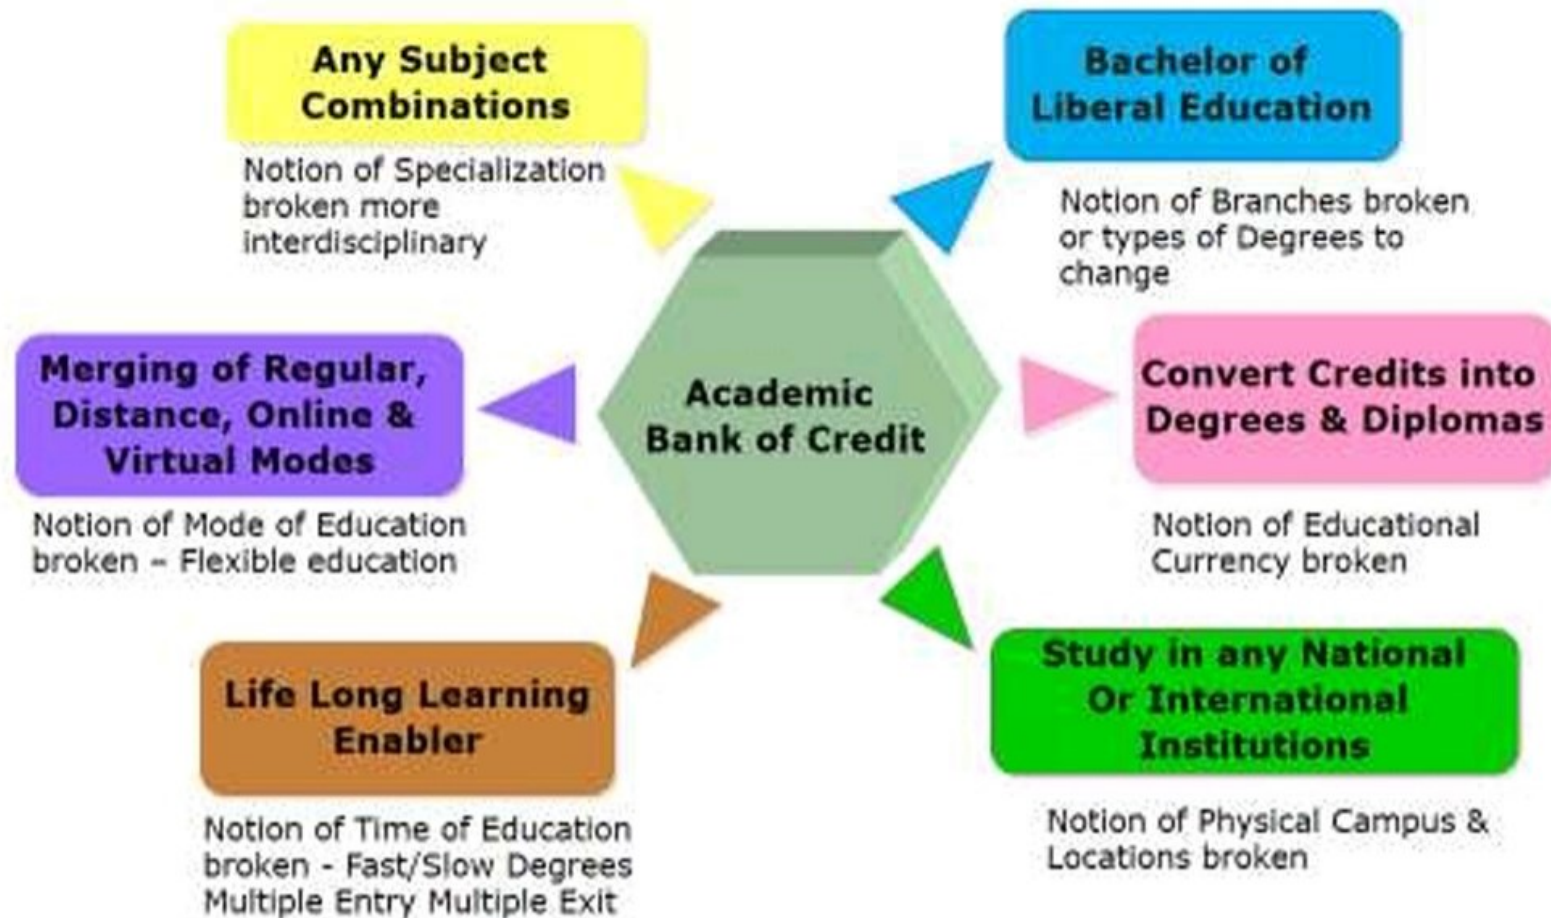 Any Subject
Combinations
Notion of Specialization
broken more
interdisciplinary
Bachelor of
Liberal Education
Notion of Branches broken
or types of Degrees to
change
Merging of Regular,
Distance, Online &
Virtual Modes
Notion of Mode of Education
broken – Flexible education
Academic
Bank of Credit
Convert Credits into
Degrees & Diplomas
Notion of Educational
Currency broken
Life Long Learning
Enabler
Notion of Time of Education
broken - Fast/Slow Degrees
Multiple Entry Multiple Exit
Study in any National
Or International
Institutions
Notion of Physical Campus &
Locations broken